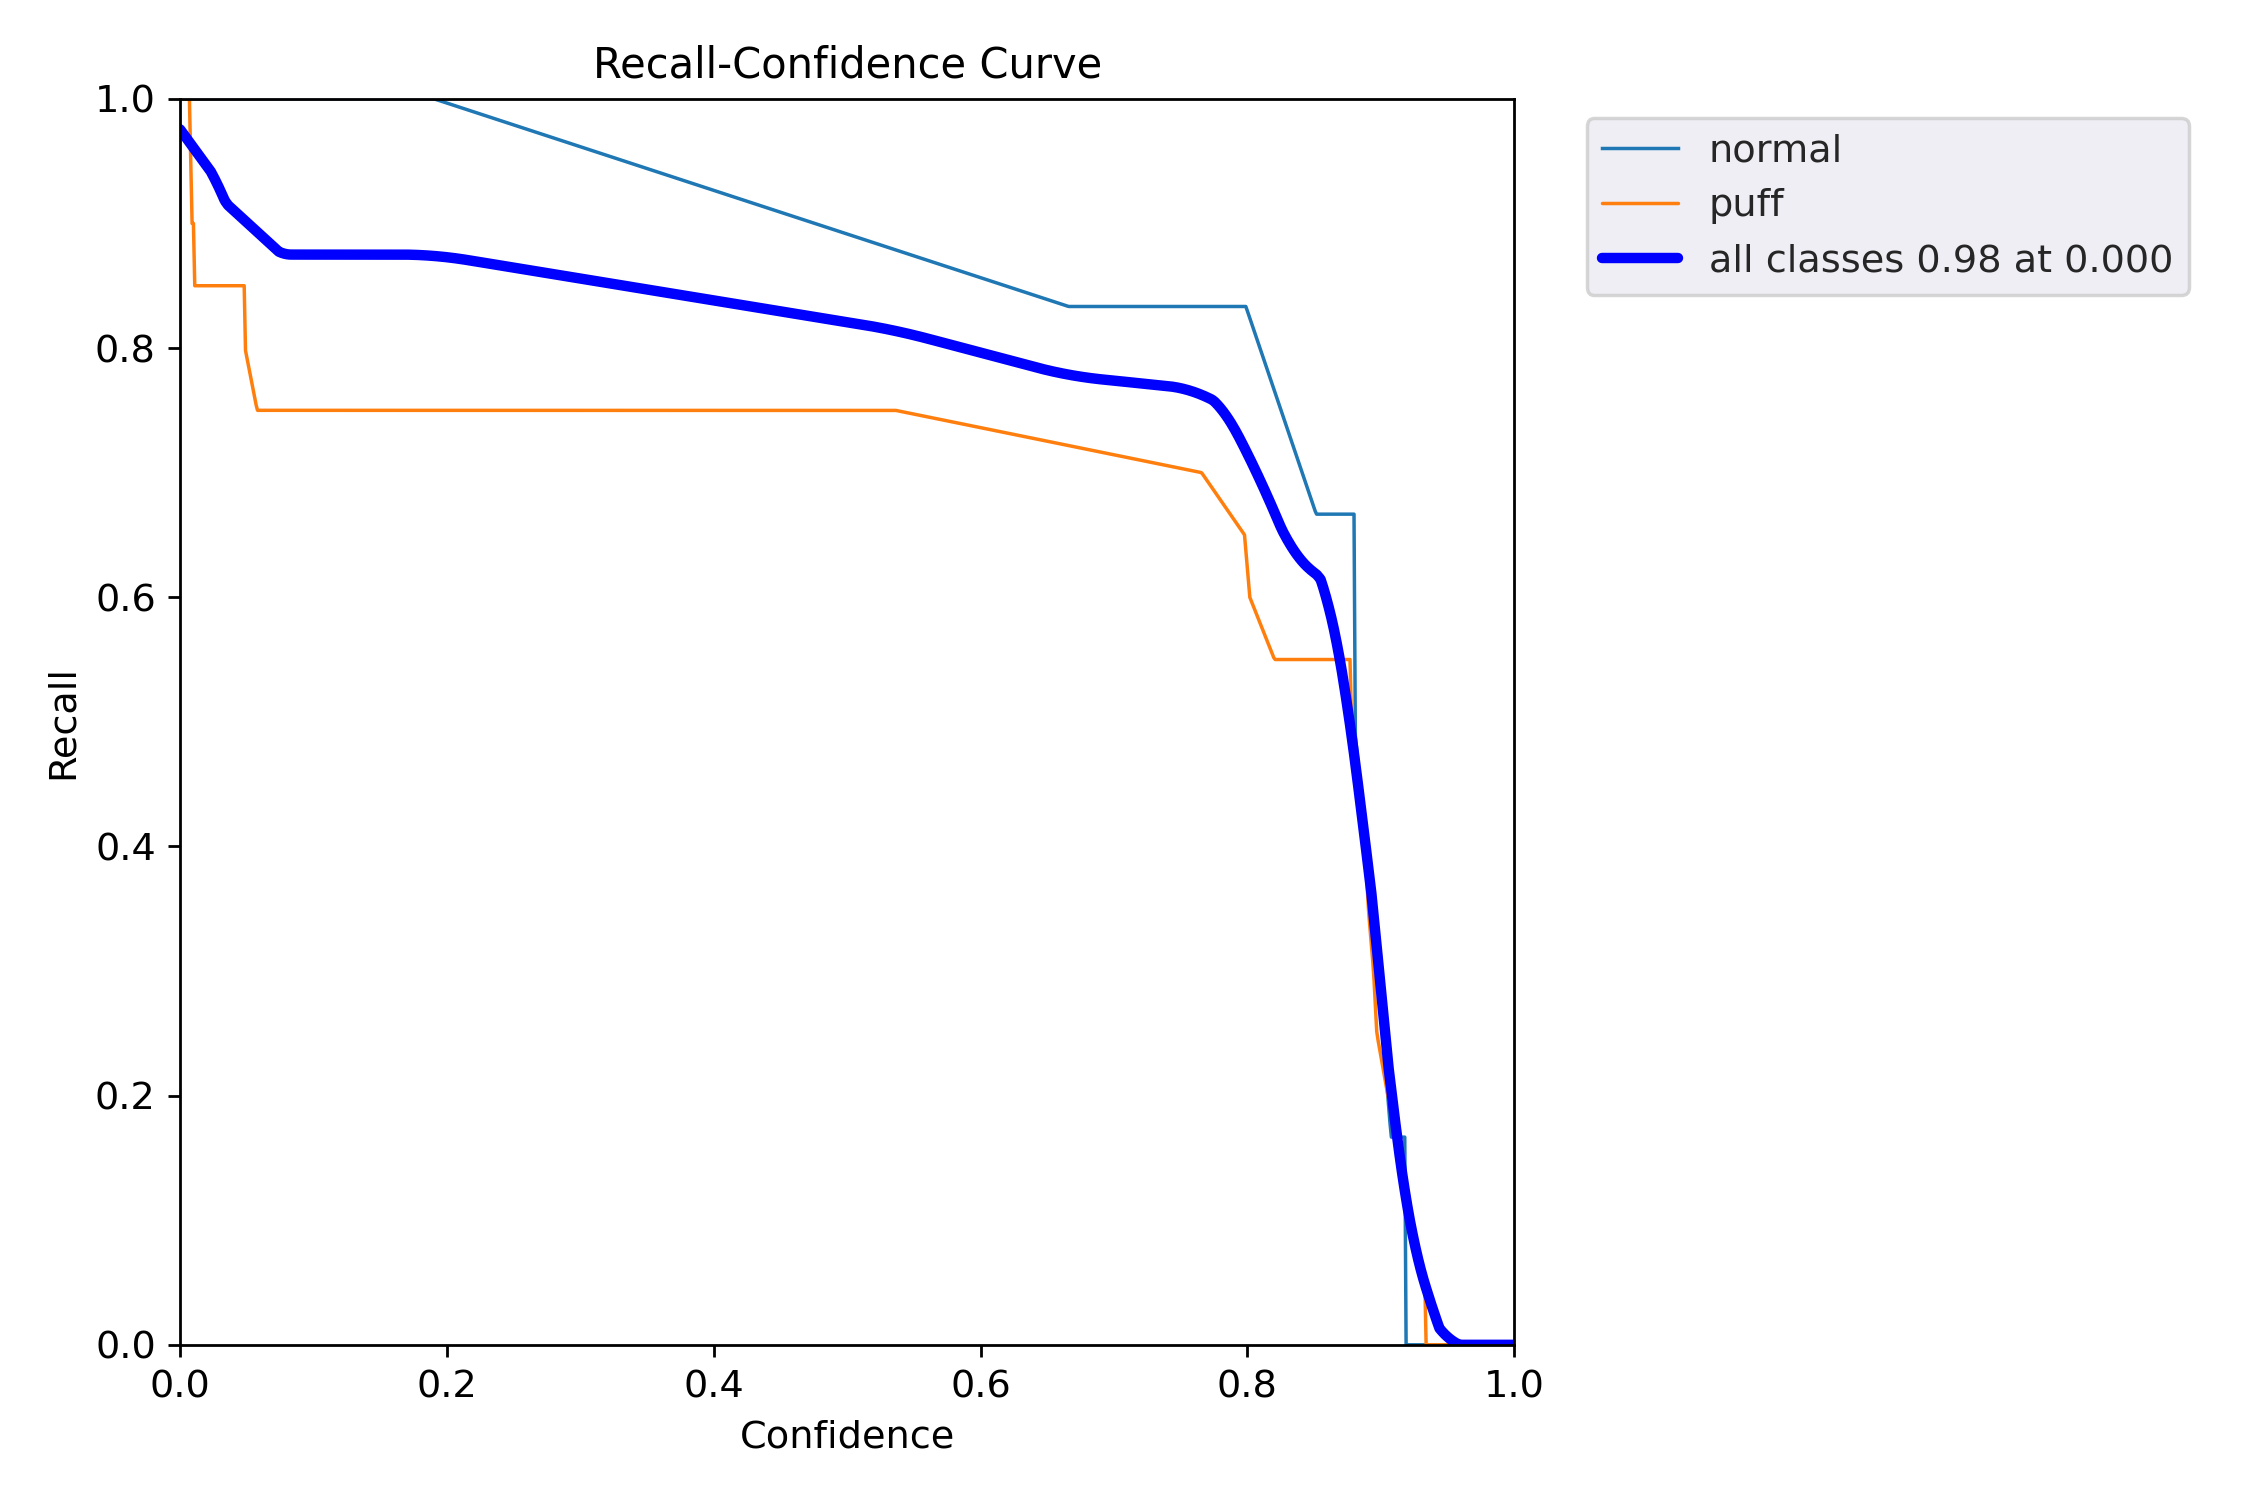 Recall-Confidence Curve
1.0
0.8
0.6
0.4
0.2
0.0
Recall
0.0 0.2 0.4 0.6 0.8 1.0
Confidence
normal
puff
all classes 0.98 at 0.000